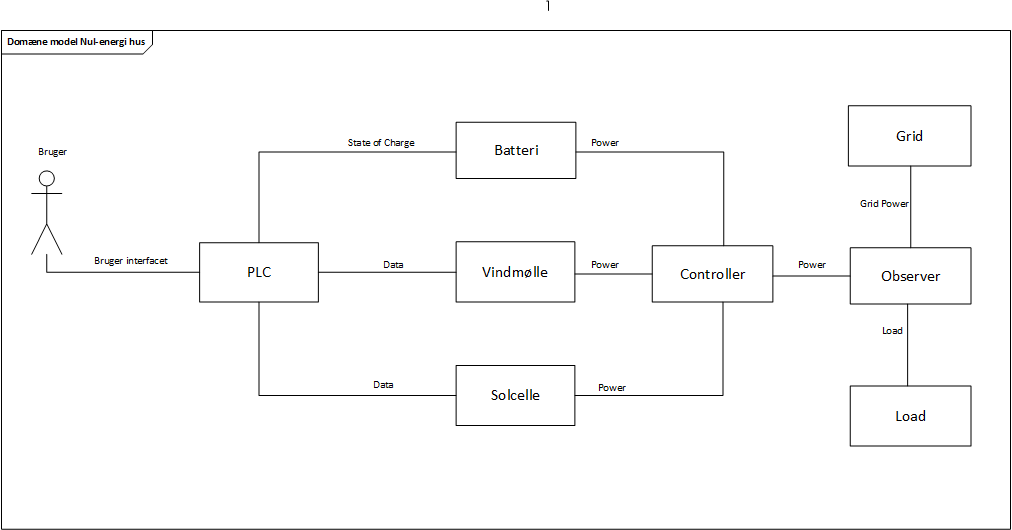 Domæne model Nul-energi hus
Bruger
Bruger interfacet
PLC
State of Charge
Data
Data
Batteri
Vindmølle
Solcelle
Power
Power
Power
Controller
Power
Grid
Grid Power
Observer
Load
Load